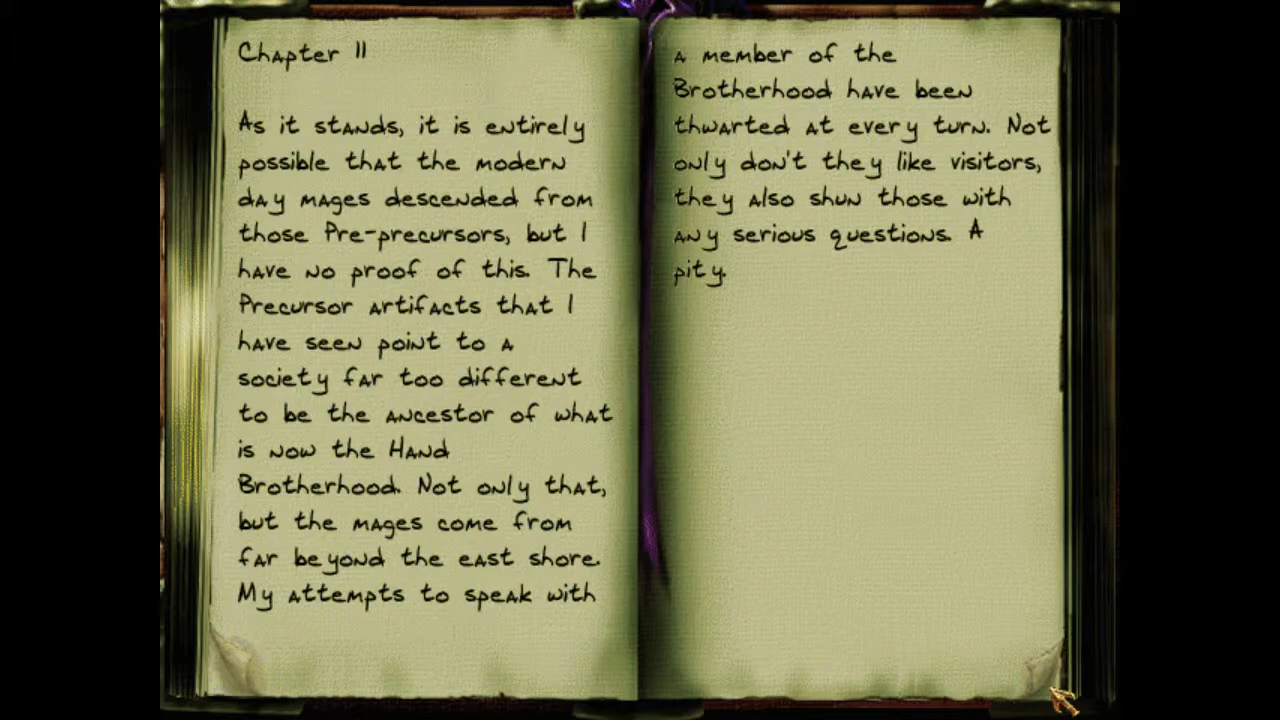 Chapter 11
As it stands, it is entirely
possible that the modern
day mages descended from
those Pre-precursors, but I
have no proof of this. The
Precursor artifacts that I
have seen point to a
society far too different
to be the ancestor of what
is now the Hand
Brotherhood. Not only that,
but the mages come from
far beyond the east shore.
My attempts to speak with
a member of the
Brotherhood have been
thwarted at every turn. Not
only don't they like visitors,
they also shun those with
any serious questions. A
pity.